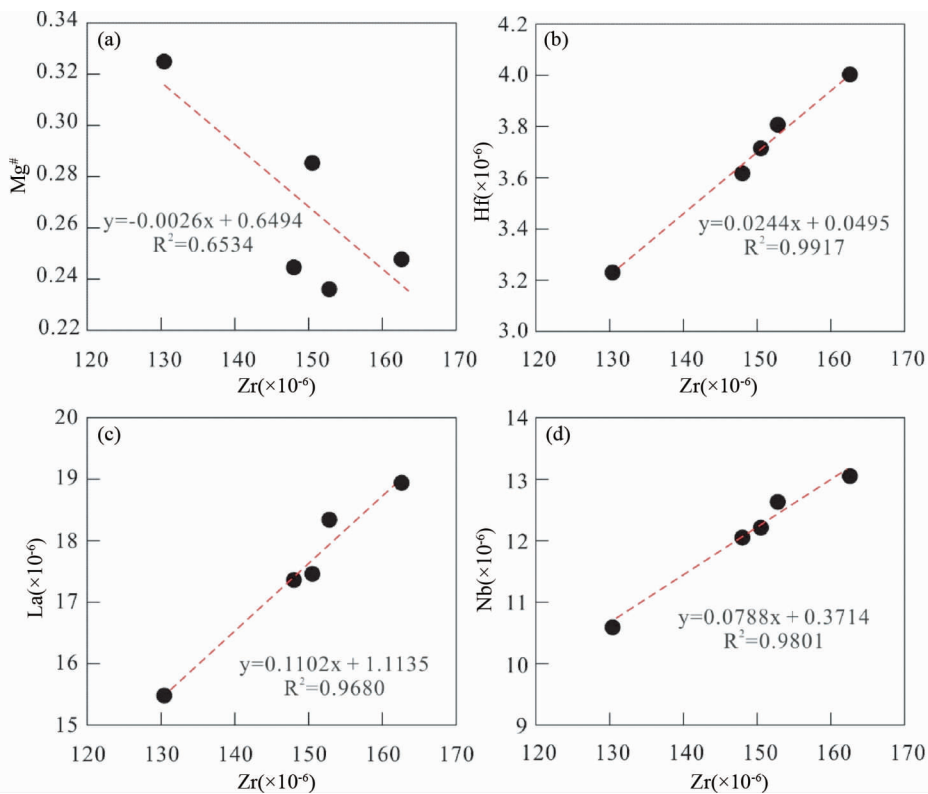 (a)
0.34
0.32
0.30
0.28
0.26
0.24
0.22
Mg#
y=-0.0026x + 0.6494
R²=0.6534
120 130 140 150 160 170
Zr(×10⁻⁶)
(b)
4.2
4.0
3.8
3.6
3.4
3.2
3.0
Hf(×10⁻⁶)
y=0.0244x + 0.0495
R²=0.9917
120 130 140 150 160 170
Zr(×10⁻⁶)
(c)
20
19
18
17
16
15
La(×10⁻⁶)
y=0.1102x + 1.1135
R²=0.9680
120 130 140 150 160 170
Zr(×10⁻⁶)
(d)
14
13
12
11
10
9
Nb(×10⁻⁶)
y=0.0788x + 0.3714
R²=0.9801
120 130 140 150 160 170
Zr(×10⁻⁶)